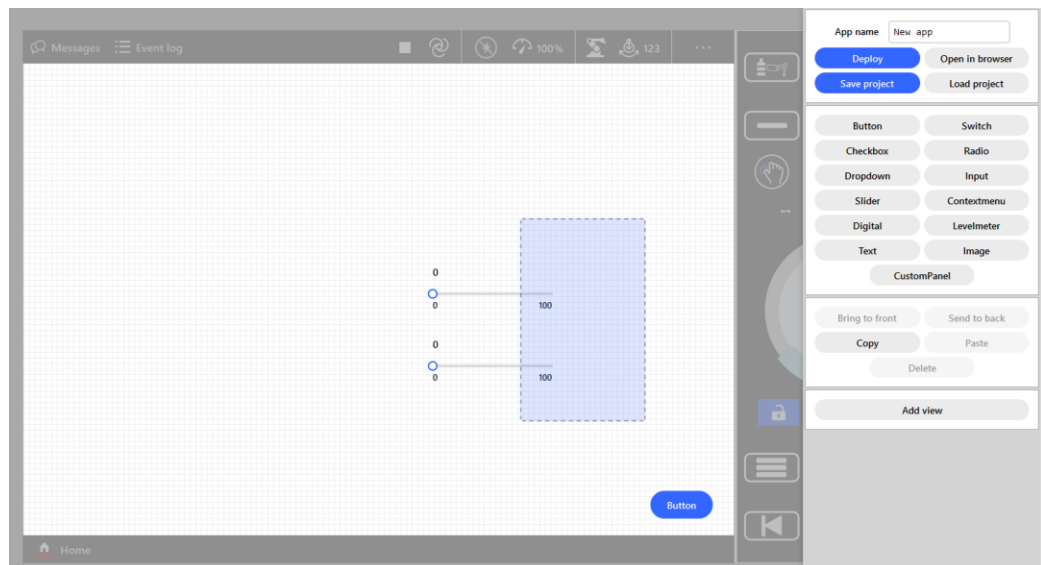 Messages Event log 100% 123 ...
0
0 100
0
0 100
Button
Home
App name New app
Deploy Open in browser
Save project Load project
Button Switch
Checkbox Radio
Dropdown Input
Slider Contextmenu
Digital Levelmeter
Text Image
CustomPanel
Bring to front Send to back
Copy Paste
Delete
Add view